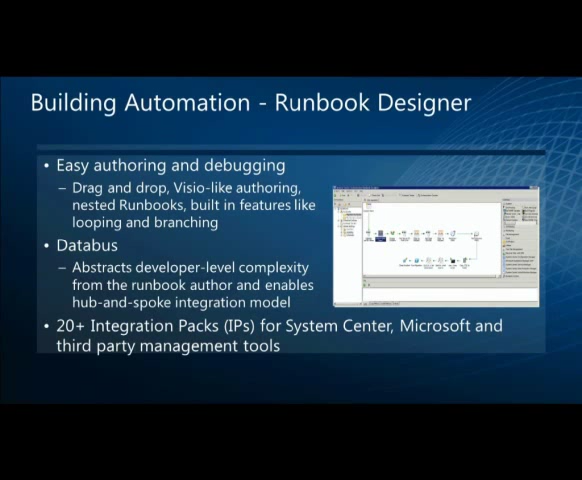 Building Automation - Runbook Designer
• Easy authoring and debugging
– Drag and drop, Visio-like authoring,
nested Runbooks, built in features like
looping and branching
• Databus
– Abstracts developer-level complexity
from the runbook author and enables
hub-and-spoke integration model
• 20+ Integration Packs (IPs) for System Center, Microsoft and
third party management tools